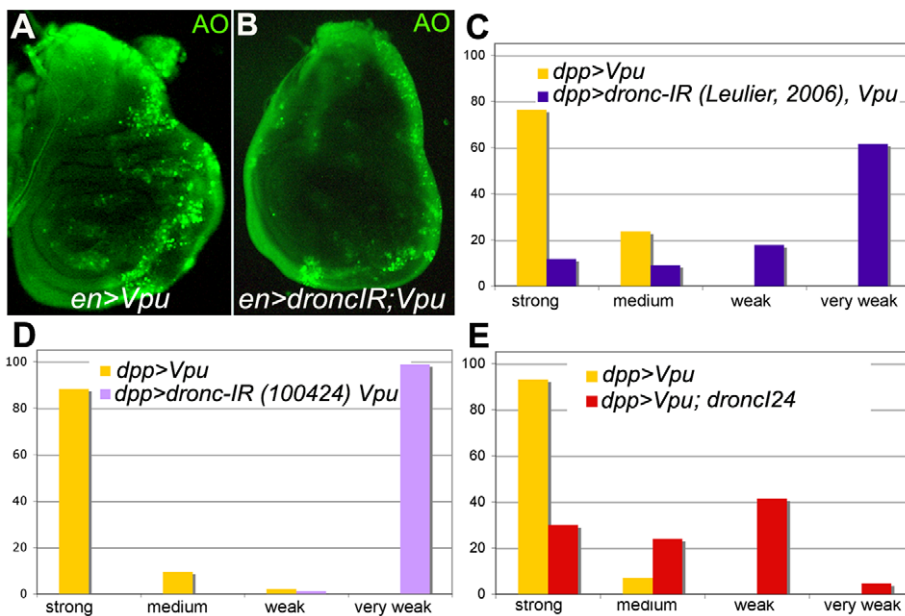 A
AO
en>Vpu
B
AO
en>droncIR;Vpu
C
dpp>Vpu
dpp>dronc-IR (Leulier, 2006), Vpu
100
80
60
40
20
0
strong medium weak very weak
D
dpp>Vpu
dpp>dronc-IR (100424) Vpu
100
80
60
40
20
0
strong medium weak very weak
E
dpp>Vpu
dpp>Vpu; droncI24
100
80
60
40
20
0
strong medium weak very weak